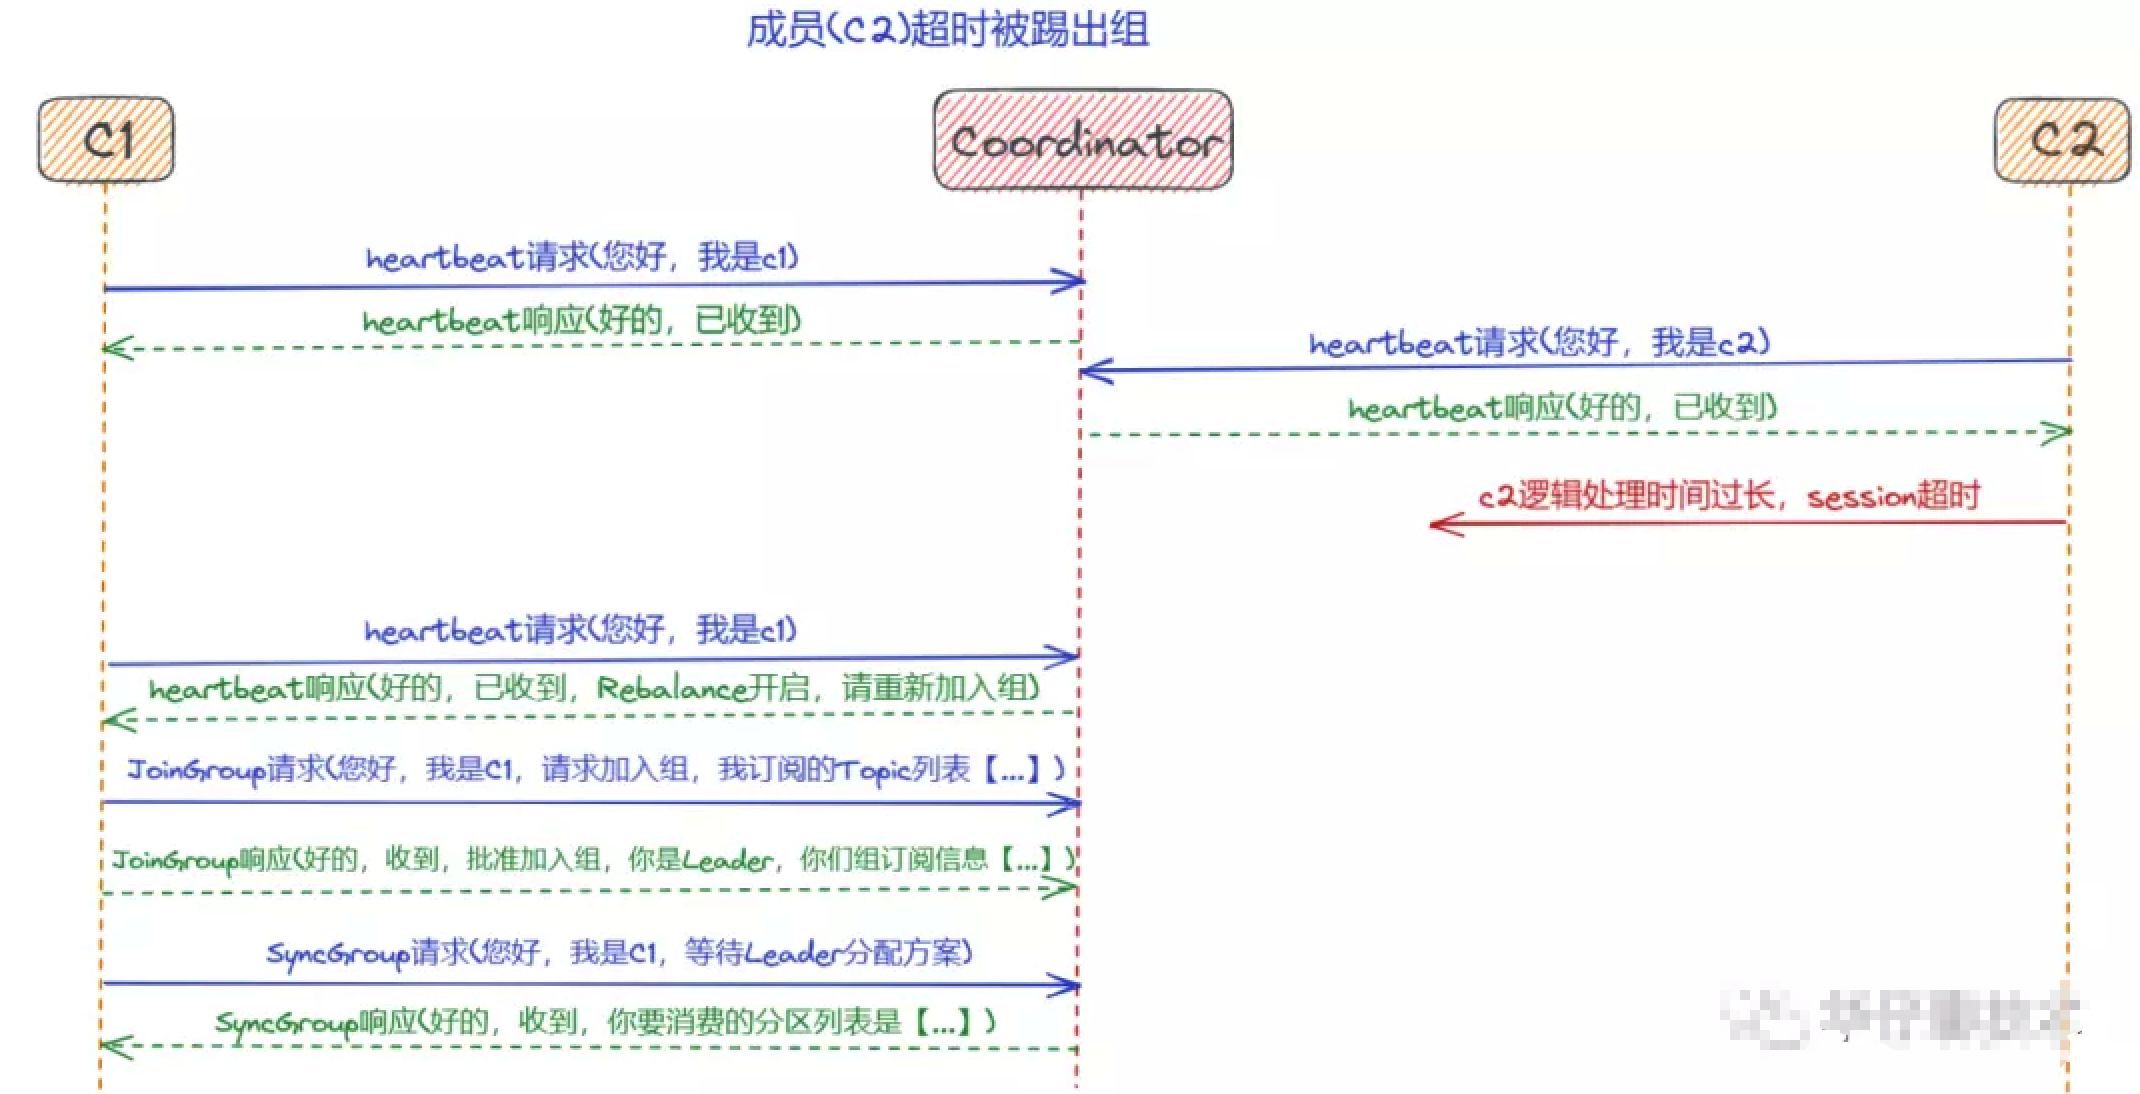 成员(C2)超时被踢出组
C1
Coordinator
C2
heartbeat请求(您好，我是c1)
heartbeat响应(好的，已收到)
heartbeat请求(您好，我是c2)
heartbeat响应(好的，已收到)
c2逻辑处理时间过长，session超时
heartbeat请求(您好，我是c1)
heartbeat响应(好的，已收到，Rebalance开启，请重新加入组)
JoinGroup请求(您好，我是C1，请求加入组，我订阅的Topic列表【...】)
JoinGroup响应(好的，收到，批准加入组，你是Leader，你们组订阅信息【...】)
SyncGroup请求(您好，我是C1，等待Leader分配方案)
SyncGroup响应(好的，收到，你要消费的分区列表是【...】)